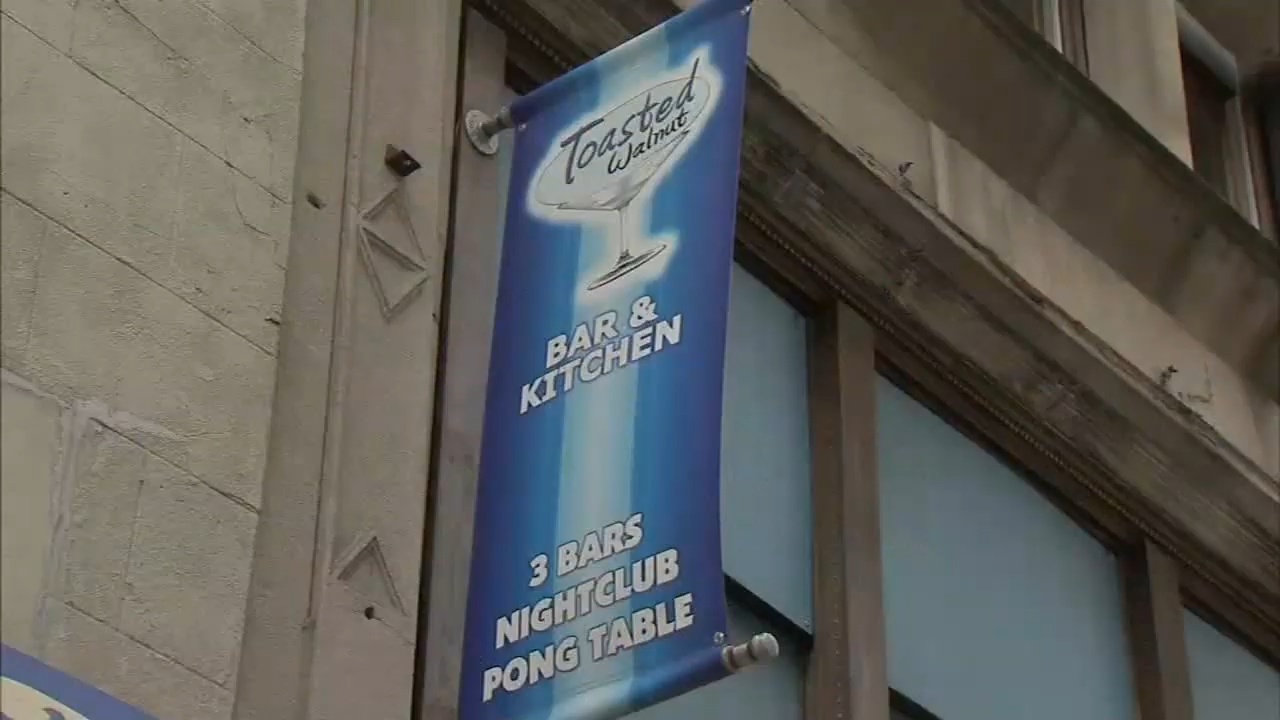 Toasted
Walnut
BAR &
KITCHEN
3 BARS
NIGHTCLUB
PONG TABLE